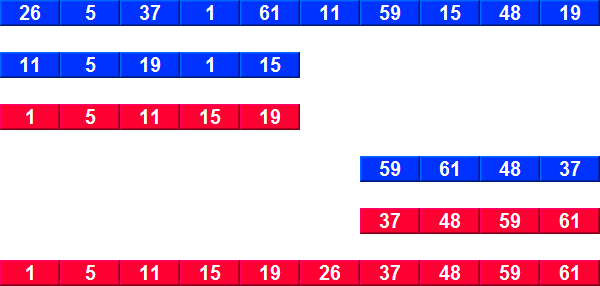 26 5 37 1 61 11 59 15 48 19
11 5 19 1 15
1 5 11 15 19
59 61 48 37
37 48 59 61
1 5 11 15 19 26 37 48 59 61